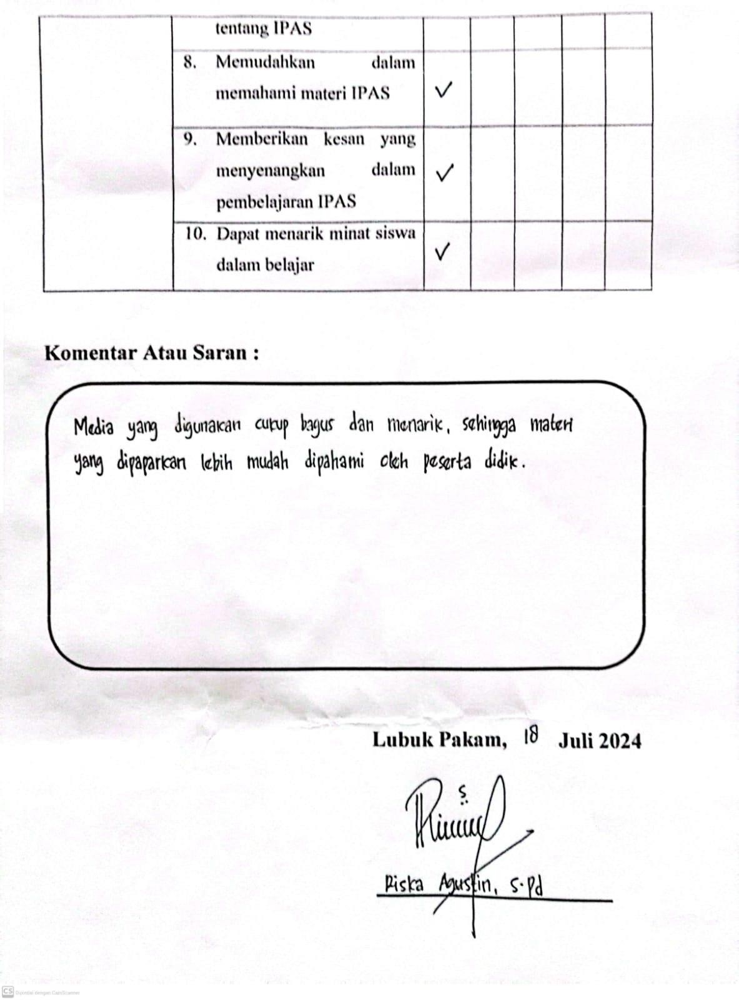 tentang IPAS
8. Memudahkan dalam
memahami materi IPAS ✓
9. Memberikan kesan yang
menyenangkan dalam ✓
pembelajaran IPAS
10. Dapat menarik minat siswa
dalam belajar ✓
Komentar Atau Saran :
Media yang digunakan cukup bagus dan menarik, sehingga materi
yang dipaparkan lebih mudah dipahami oleh peserta didik.
Lubuk Pakam, 18 Juli 2024
Riska Agustin, S.Pd
CS Dipindai dengan CamScanner